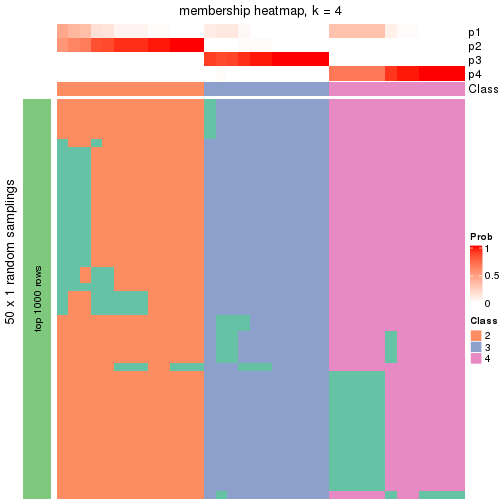 membership heatmap, k = 4
p1
p2
p3
p4
Class
50 x 1 random samplings
top 1000 rows
Prob
1
0.5
0
Class
2
3
4